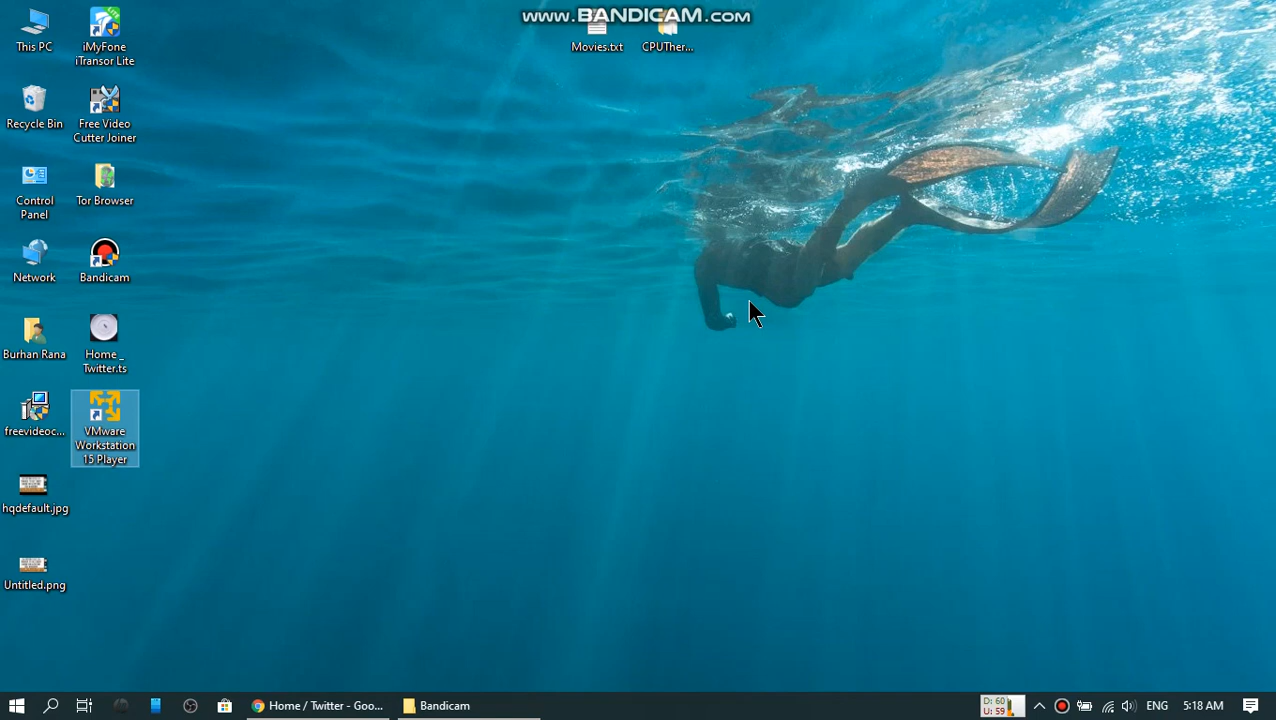 www.BANDICAM.com
This PC
iMyFone
iTransor Lite
Movies.txt
CPUTher...
Recycle Bin
Free Video
Cutter Joiner
Control
Panel
Tor Browser
Network
Bandicam
Burhan Rana
Home _
Twitter.ts
freevideoc...
VMware
Workstation
15 Player
hqdefault.jpg
Untitled.png
Home / Twitter - Goo...
Bandicam
D: 60
U: 59
ENG
5:18 AM